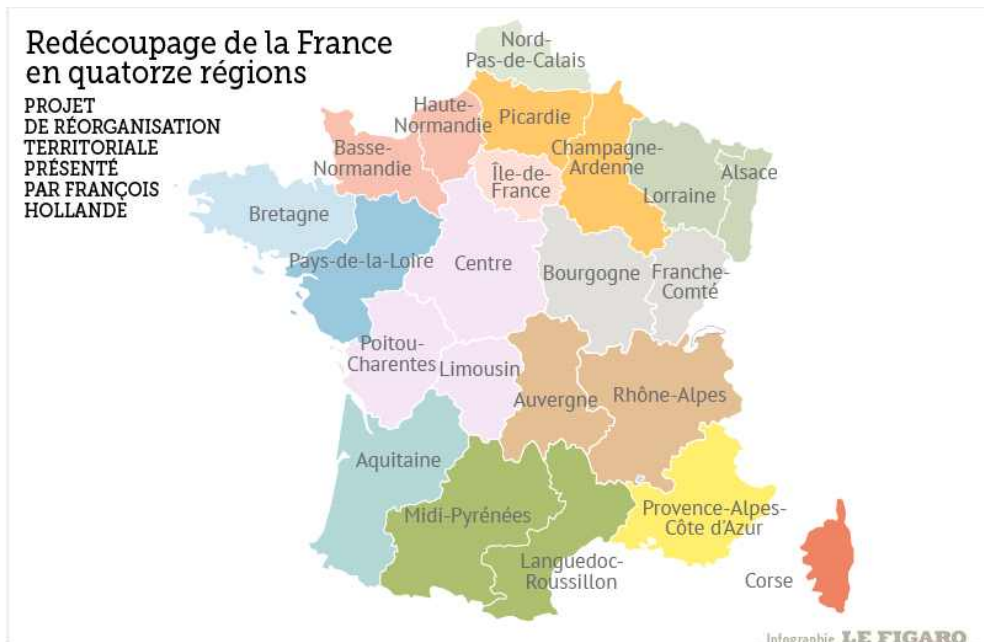 Redécoupage de la France
en quatorze régions
PROJET
DE RÉORGANISATION
TERRITORIALE
PRÉSENTÉ
PAR FRANÇOIS
HOLLANDE
Nord-
Pas-de-Calais
Haute-
Normandie
Picardie
Basse-
Normandie
Île-de-
France
Champagne-
Ardenne
Lorraine
Alsace
Bretagne
Pays-de-la-Loire
Centre
Bourgogne
Franche-
Comté
Poitou-
Charentes
Limousin
Auvergne
Rhône-Alpes
Aquitaine
Midi-Pyrénées
Languedoc-
Roussillon
Provence-Alpes-
Côte d'Azur
Corse
Infographie LE FIGARO